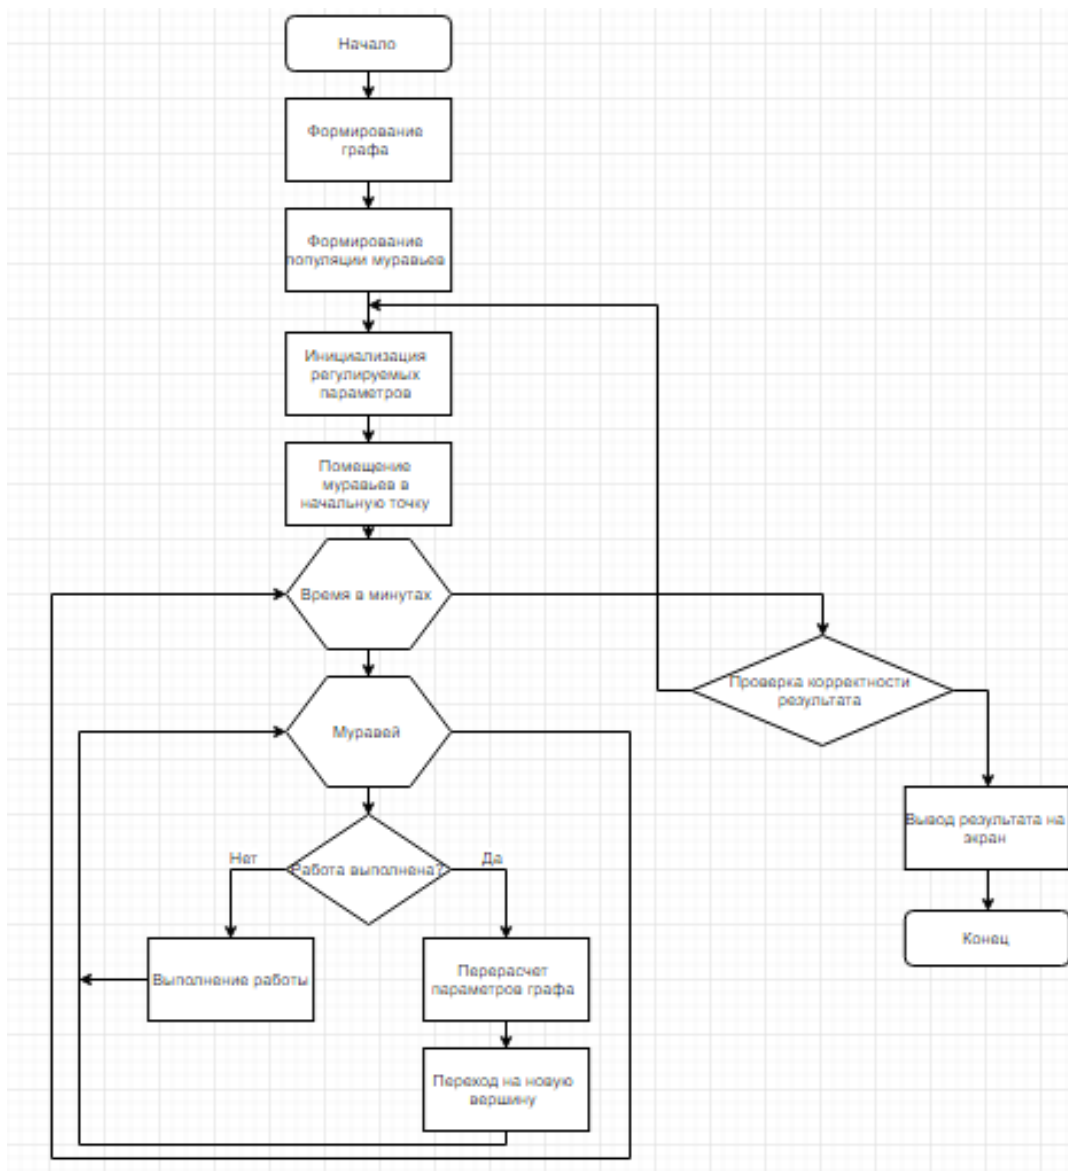 Начало
Формирование
графа
Формирование
популяции муравьев
Инициализация
регулируемых
параметров
Помещение
муравьев в
начальную точку
Время в минутах
Проверка корректности
результата
Муравей
Вывод результата на
экран
Нет
Работа выполнена?
Да
Конец
Выполнение работы
Перерасчет
параметров графа
Переход на новую
вершину